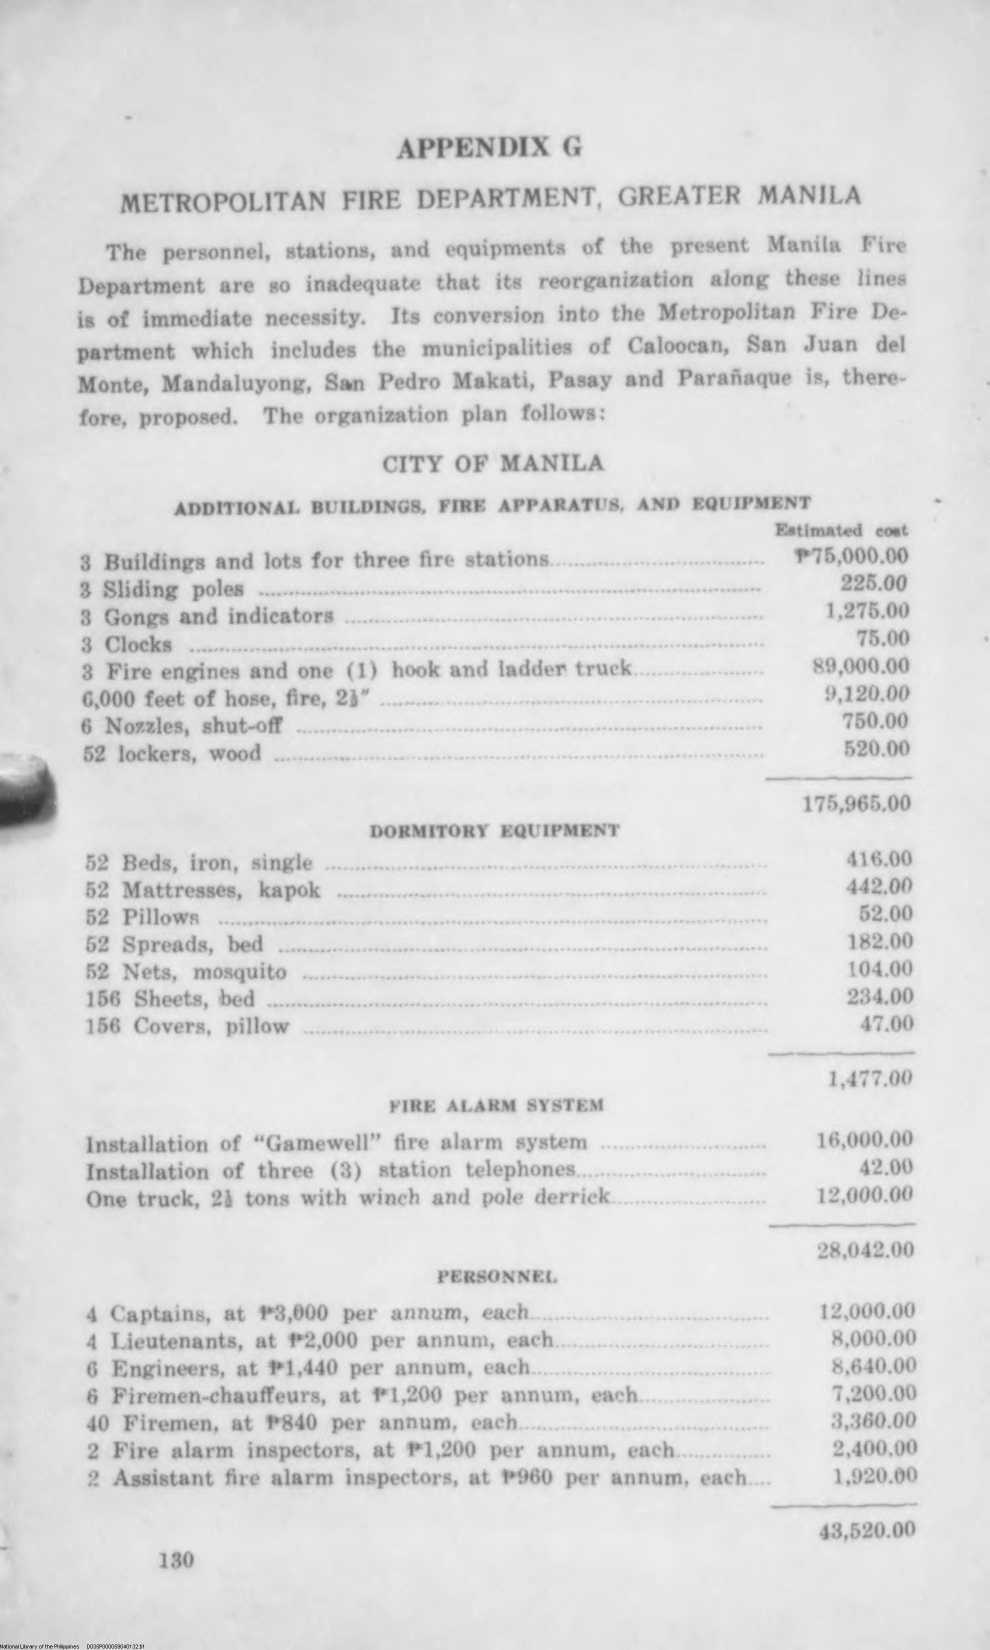 APPENDIX G
METROPOLITAN FIRE DEPARTMENT, GREATER MANILA
The personnel, stations, and equipments of the present Manila Fire
Department are so inadequate that its reorganization along these lines
is of immediate necessity. Its conversion into the Metropolitan Fire De-
partment which includes the municipalities of Caloocan, San Juan del
Monte, Mandaluyong, San Pedro Makati, Pasay and Parañaque is, there-
fore, proposed. The organization plan follows:
CITY OF MANILA
ADDITIONAL BUILDINGS, FIRE APPARATUS, AND EQUIPMENT
Estimated cost
3 Buildings and lots for three fire stations ₱75,000.00
3 Sliding poles 225.00
3 Gongs and indicators 1,275.00
3 Clocks 75.00
3 Fire engines and one (1) hook and ladder truck 89,000.00
6,000 feet of hose, fire, 2½" 9,120.00
6 Nozzles, shut-off 750.00
52 lockers, wood 520.00
175,965.00
DORMITORY EQUIPMENT
52 Beds, iron, single 416.00
52 Mattresses, kapok 442.00
52 Pillows 52.00
52 Spreads, bed 182.00
52 Nets, mosquito 104.00
156 Sheets, bed 234.00
156 Covers, pillow 47.00
1,477.00
FIRE ALARM SYSTEM
Installation of "Gamewell" fire alarm system 16,000.00
Installation of three (3) station telephones 42.00
One truck, 2½ tons with winch and pole derrick 12,000.00
28,042.00
PERSONNEL
4 Captains, at ₱3,000 per annum, each 12,000.00
4 Lieutenants, at ₱2,000 per annum, each 8,000.00
6 Engineers, at ₱1,440 per annum, each 8,640.00
6 Firemen-chauffeurs, at ₱1,200 per annum, each 7,200.00
40 Firemen, at ₱840 per annum, each 3,360.00
2 Fire alarm inspectors, at ₱1,200 per annum, each 2,400.00
2 Assistant fire alarm inspectors, at ₱960 per annum, each 1,920.00
43,520.00
130
National Library of the Philippines